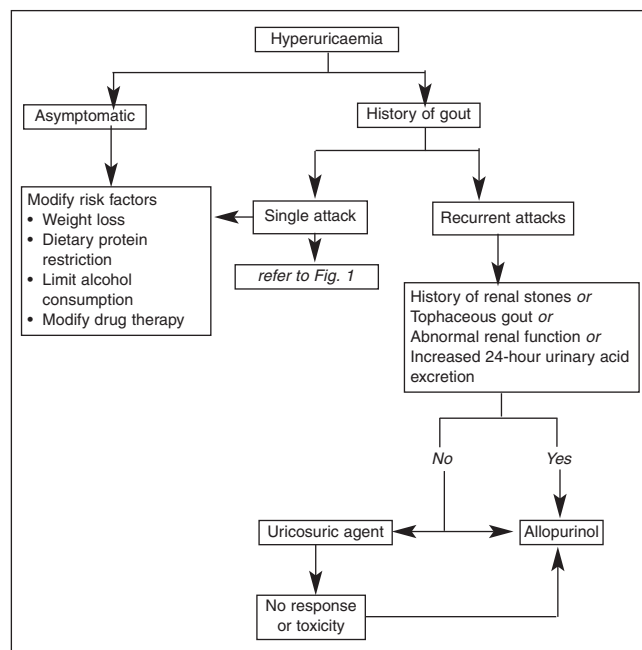 Hyperuricaemia
Asymptomatic
History of gout
Modify risk factors
• Weight loss
• Dietary protein
restriction
• Limit alcohol
consumption
• Modify drug therapy
Single attack
Recurrent attacks
refer to Fig. 1
History of renal stones or
Tophaceous gout or
Abnormal renal function or
Increased 24-hour urinary acid
excretion
No
Yes
Uricosuric agent
Allopurinol
No response
or toxicity